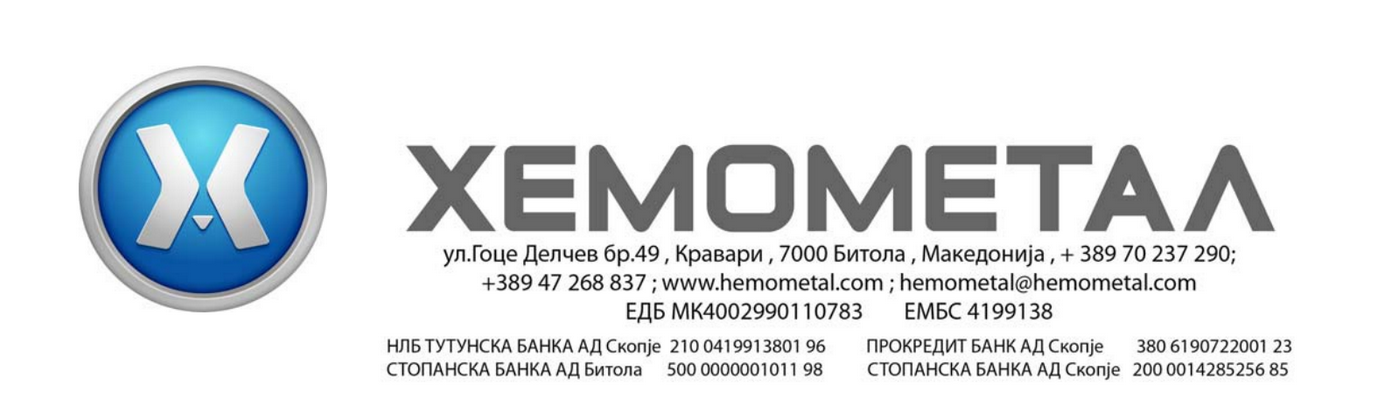 ХЕМОМЕТАЛ
ул.Гоце Делчев бр.49 , Кравари , 7000 Битола , Македонија , + 389 70 237 290;
+389 47 268 837 ; www.hemometal.com ; hemometal@hemometal.com
ЕДБ МК4002990110783 ЕМБС 4199138
НЛБ ТУТУНСКА БАНКА АД Скопје 210 0419913801 96 ПРОКРЕДИТ БАНК АД Скопје 380 6190722001 23
СТОПАНСКА БАНКА АД Битола 500 0000001011 98 СТОПАНСКА БАНКА АД Скопје 200 0014285256 85